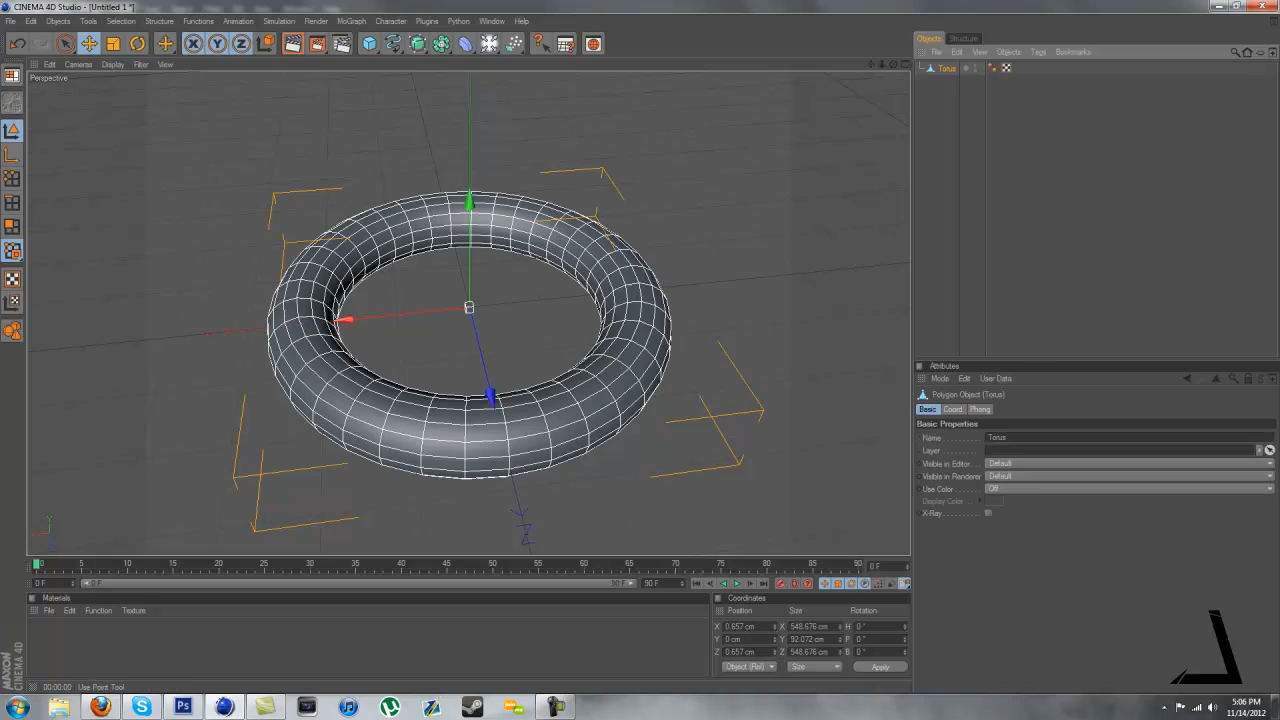 CINEMA 4D Studio - [Untitled 1 *]
File Edit Objects Tools Selection Structure Functions Animation Simulation Render MoGraph Character Plugins Python Window Help
X Y Z
Edit Cameras Display Filter View
Perspective
Z
Y
0 5 10 15 20 25 30 35 40 45 50 55 60 65 70 75 80 85 90 0 F
0 F 0 F 90 F 90 F
Materials
File Edit Function Texture
Coordinates
Position Size Rotation
X 0.657 cm X 548.676 cm H 0 °
Y 0 cm Y 92.072 cm P 0 °
Z 0.657 cm Z 548.676 cm B 0 °
Object (Rel) Size Apply
MAXON CINEMA 4D
00:00:00 Use Point Tool
Objects Structure
File Edit View Objects Tags Bookmarks
Torus
Attributes
Mode Edit User Data
Polygon Object [Torus]
Basic Coord. Phong
Basic Properties
Name Torus
Layer
Visible in Editor Default
Visible in Renderer Default
Use Color Off
Display Color
X-Ray
Ps
5:06 PM
11/14/2012